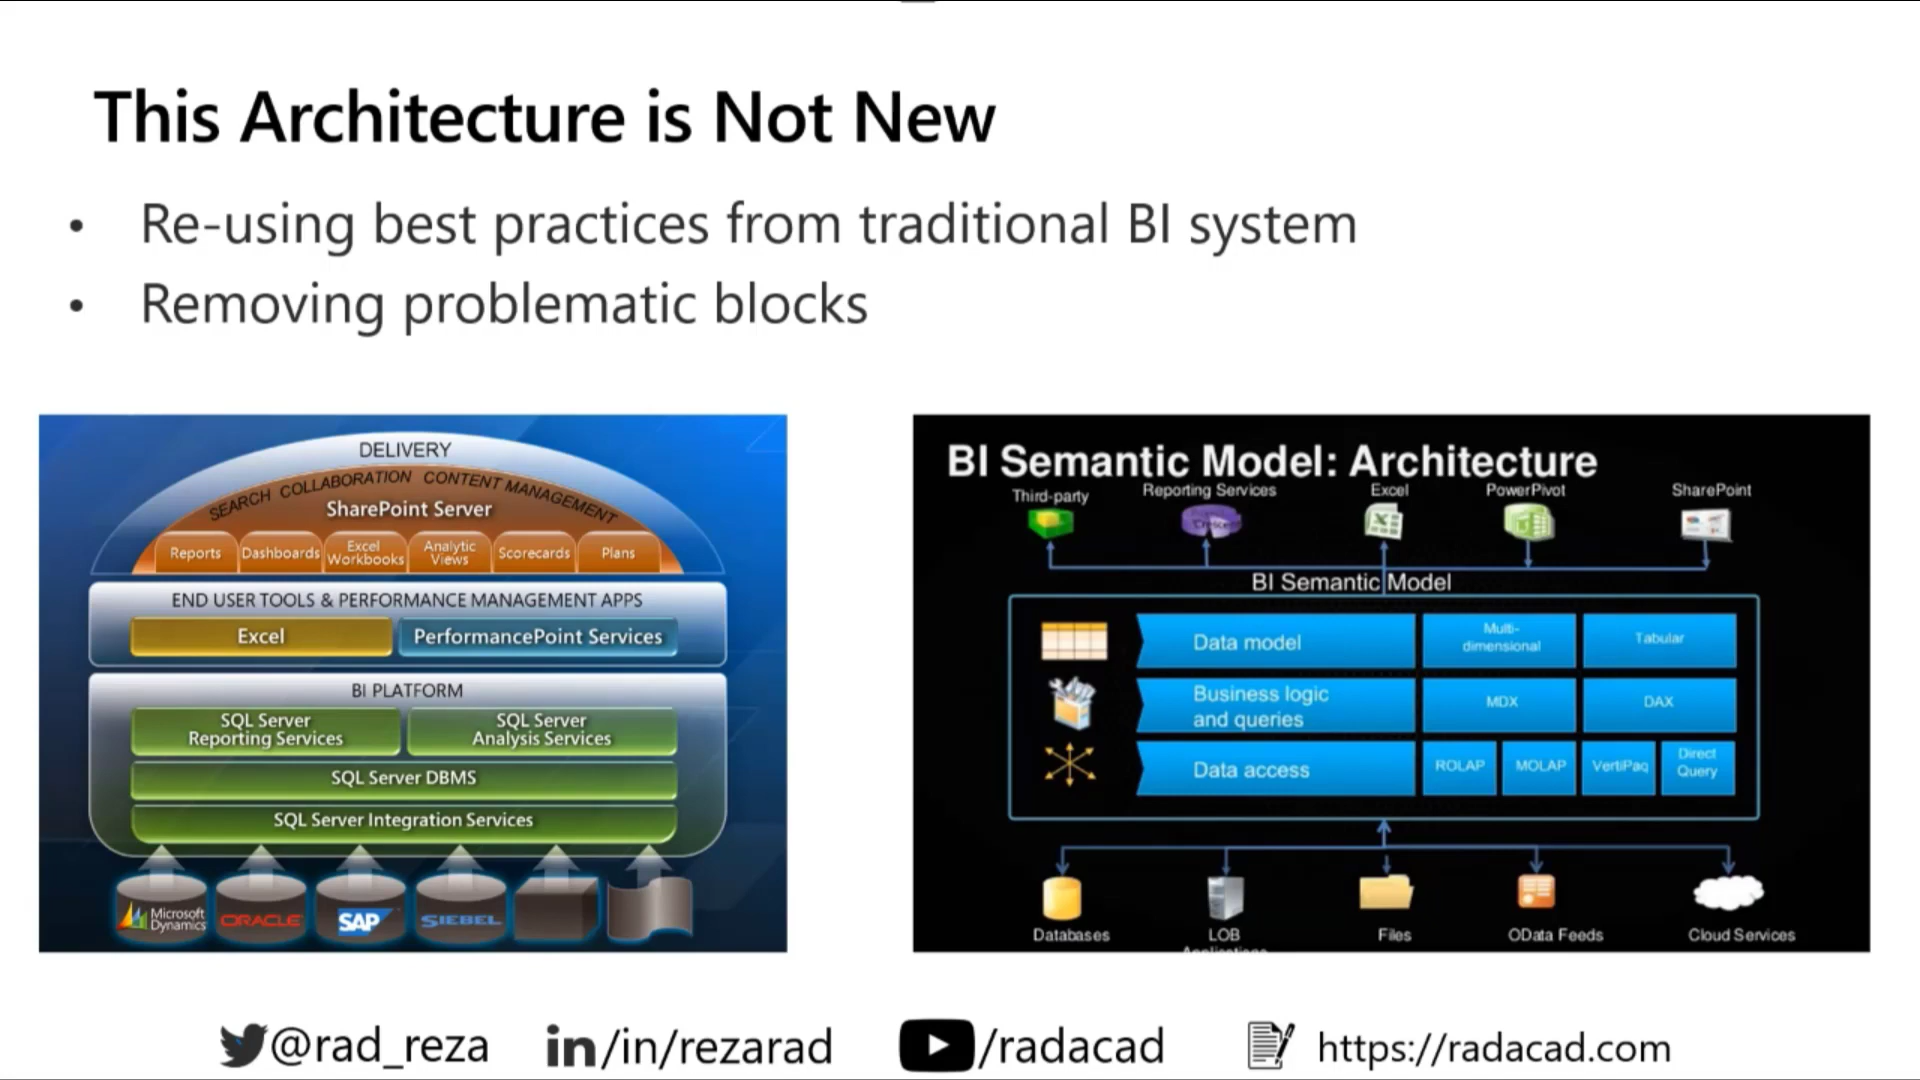 This Architecture is Not New
• Re-using best practices from traditional BI system
• Removing problematic blocks
DELIVERY
SEARCH COLLABORATION CONTENT MANAGEMENT
SharePoint Server
Reports
Dashboards
Excel
Workbooks
Analytic
Views
Scorecards
Plans
END USER TOOLS & PERFORMANCE MANAGEMENT APPS
Excel
PerformancePoint Services
BI PLATFORM
SQL Server
Reporting Services
SQL Server
Analysis Services
SQL Server DBMS
SQL Server Integration Services
Microsoft
Dynamics
ORACLE
SAP
SIEBEL
BI Semantic Model: Architecture
Third-party
Reporting Services
Excel
PowerPivot
SharePoint
Crescent
BI Semantic Model
Data model
Multi-
dimensional
Tabular
Business logic
and queries
MDX
DAX
Data access
ROLAP
MOLAP
VertiPaq
Direct
Query
Databases
LOB
Applications
Files
OData Feeds
Cloud Services
@rad_reza
in/in/rezarad
/radacad
https://radacad.com